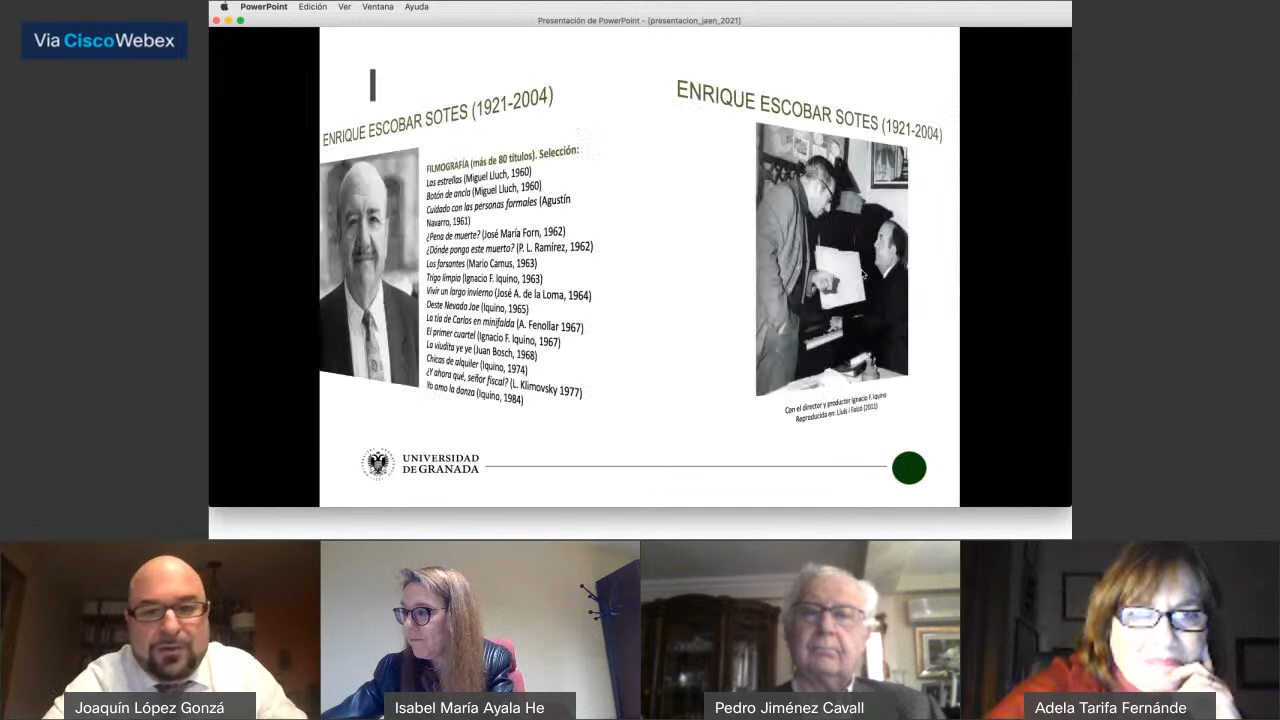 PowerPoint Edición Ver Ventana Ayuda
Presentación de PowerPoint - [presentacion_jaen_2021]
Via CiscoWebex
ENRIQUE ESCOBAR SOTES (1921-2004)
FILMOGRAFÍA (más de 80 títulos). Selección:
Las estrellas (Miguel Lluch, 1960)
Botón de ancla (Miguel Lluch, 1960)
Cuidado con las personas formales (Agustín
Navarro, 1961)
¿Pena de muerte? (José María Forn, 1962)
¿Dónde pongo este muerto? (P. L. Ramírez, 1962)
Los farsantes (Mario Camus, 1963)
Trigo limpio (Ignacio F. Iquino, 1963)
Vivir un largo invierno (José A. de la Loma, 1964)
Oeste Nevada Joe (Iquino, 1965)
La tía de Carlos en minifalda (A. Fenollar 1967)
El primer cuartel (Ignacio F. Iquino, 1967)
La viudita ye ye (Juan Bosch, 1968)
Chicas de alquiler (Iquino, 1974)
¿Y ahora qué, señor fiscal? (L. Klimovsky 1977)
Yo amo la danza (Iquino, 1984)
ENRIQUE ESCOBAR SOTES (1921-2004)
Con el director y productor Ignacio F. Iquino
Reproducida en: Lluís i Falcó (2011)
UNIVERSIDAD
DE GRANADA
Joaquín López Gonzá
Isabel María Ayala He
Pedro Jiménez Cavall
Adela Tarifa Fernánde